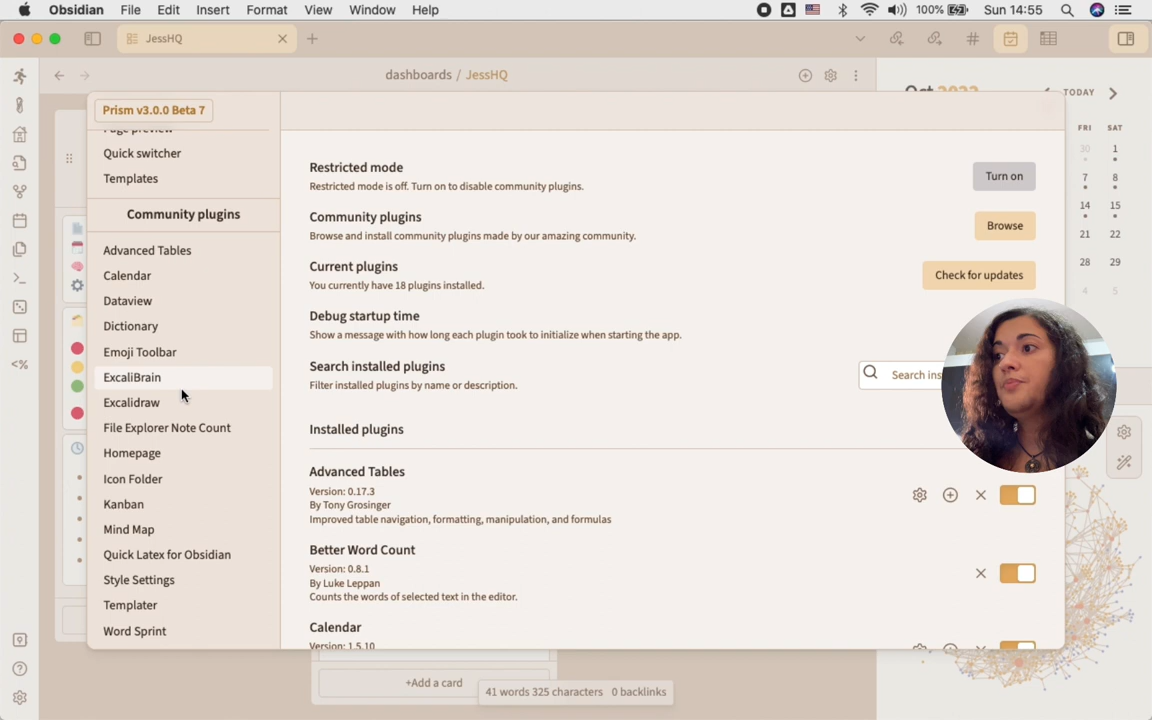 Obsidian File Edit Insert Format View Window Help 100% Sun 14:55
JessHQ
dashboards / JessHQ
TODAY
FRI SAT
30 1
7 8
14 15
21 22
28 29
4 5
Prism v3.0.0 Beta 7
Page preview
Quick switcher
Templates
Community plugins
Advanced Tables
Calendar
Dataview
Dictionary
Emoji Toolbar
ExcaliBrain
Excalidraw
File Explorer Note Count
Homepage
Icon Folder
Kanban
Mind Map
Quick Latex for Obsidian
Style Settings
Templater
Word Sprint
Restricted mode
Restricted mode is off. Turn on to disable community plugins.
Turn on
Community plugins
Browse and install community plugins made by our amazing community.
Browse
Current plugins
You currently have 18 plugins installed.
Check for updates
Debug startup time
Show a message with how long each plugin took to initialize when starting the app.
Search installed plugins
Filter installed plugins by name or description.
Search ins
Installed plugins
Advanced Tables
Version: 0.17.3
By Tony Grosinger
Improved table navigation, formatting, manipulation, and formulas
Better Word Count
Version: 0.8.1
By Luke Leppan
Counts the words of selected text in the editor.
Calendar
Version: 1.5.10
+Add a card
41 words 325 characters 0 backlinks